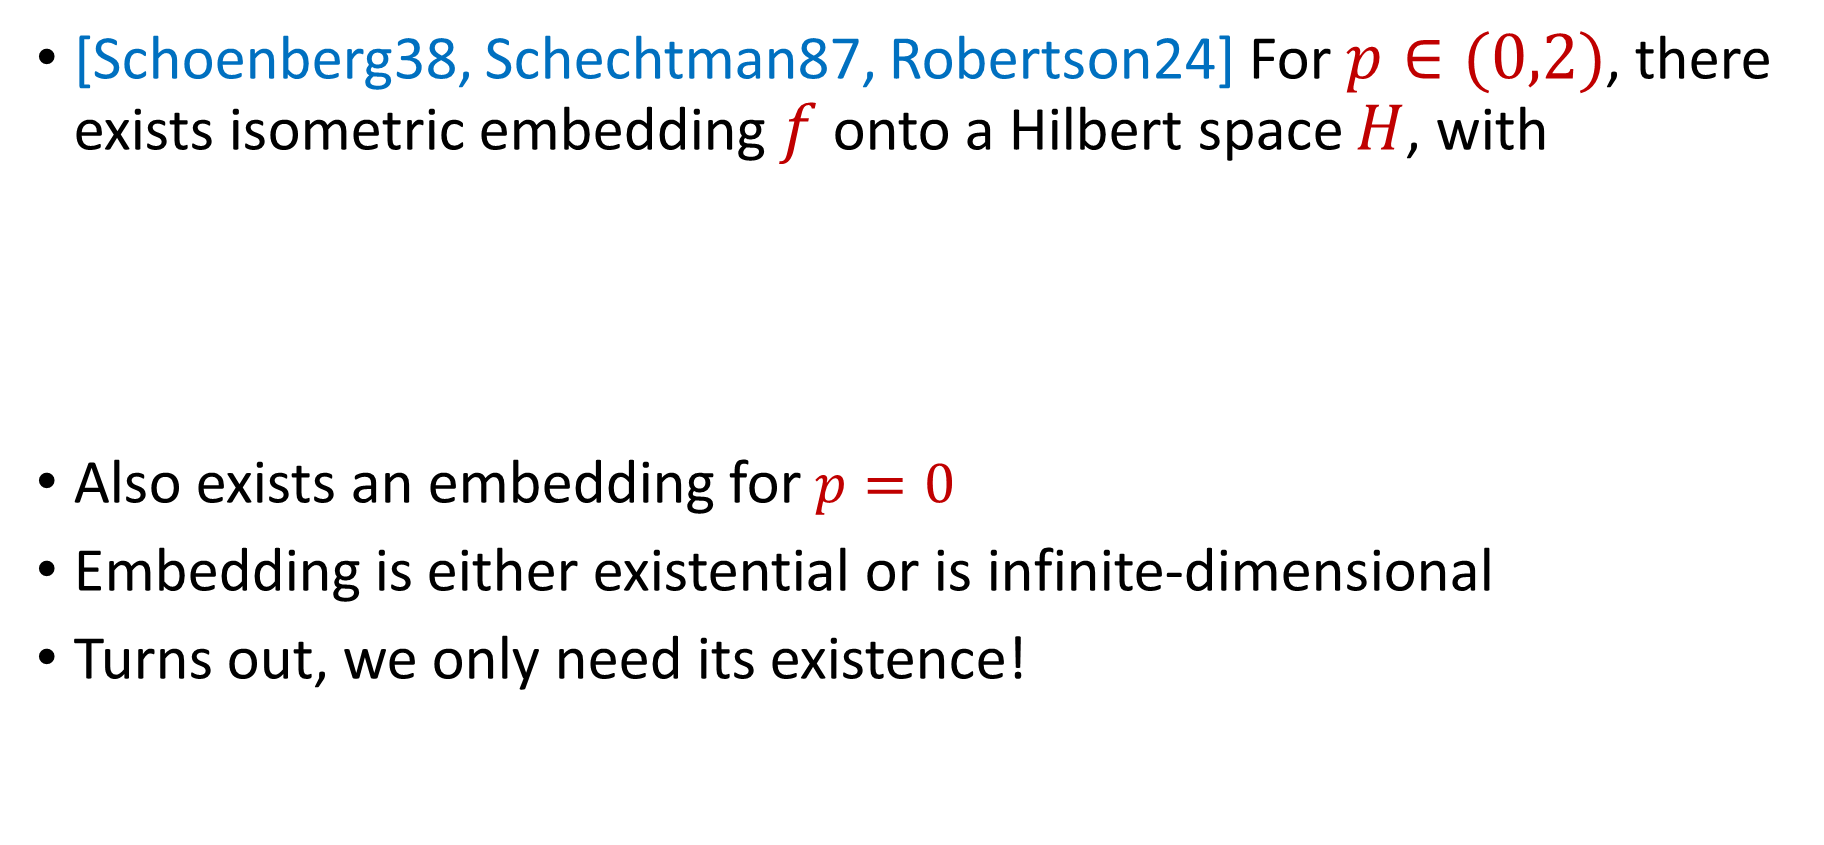 • [Schoenberg38, Schechtman87, Robertson24] For p ∈ (0,2), there
exists isometric embedding f onto a Hilbert space H, with
• Also exists an embedding for p = 0
• Embedding is either existential or is infinite-dimensional
• Turns out, we only need its existence!